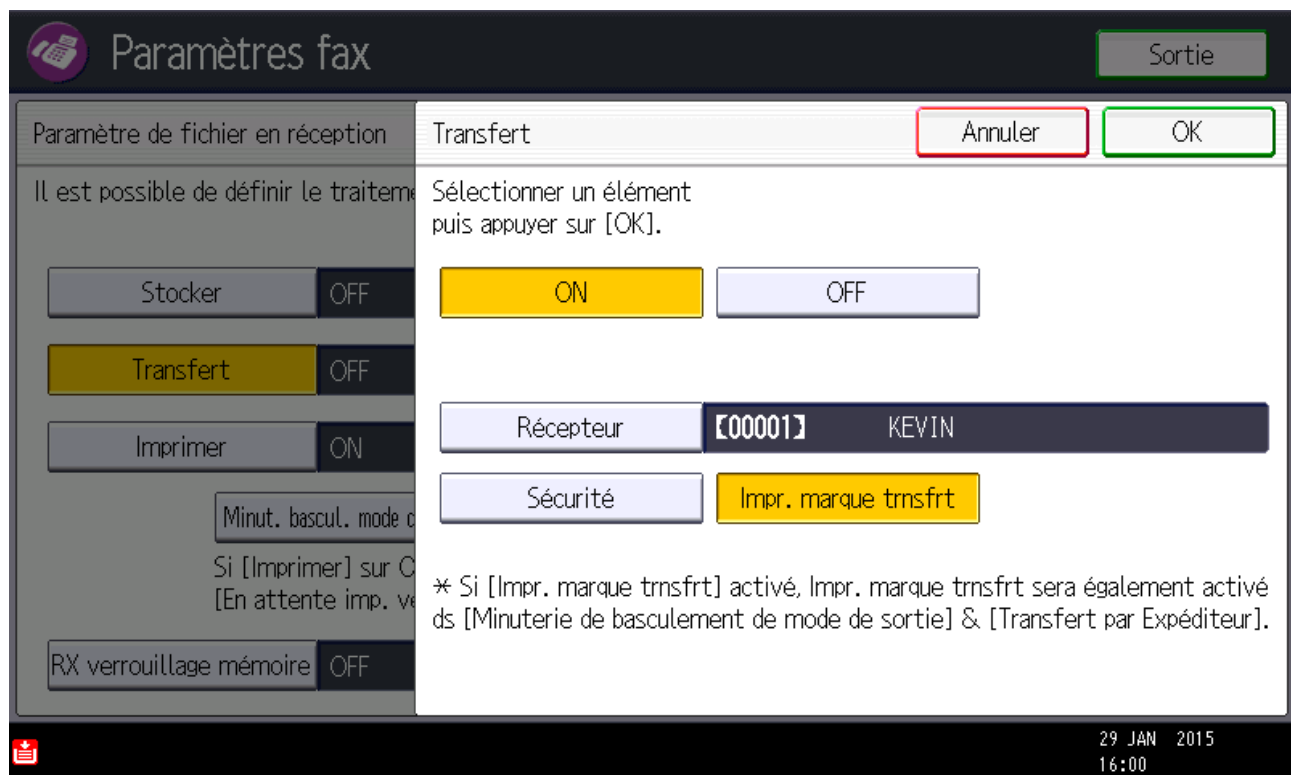 Paramètres fax
Sortie
Paramètre de fichier en réception
Il est possible de définir le traiteme
Stocker OFF
Transfert OFF
Imprimer ON
Minut. bascul. mode d
Si [Imprimer] sur O
[En attente imp. ve
RX verrouillage mémoire OFF
Transfert
Annuler
OK
Sélectionner un élément
puis appuyer sur [OK].
ON OFF
Récepteur 【00001】 KEVIN
Sécurité Impr. marque trnsfrt
* Si [Impr. marque trnsfrt] activé, Impr. marque trnsfrt sera également activé
ds [Minuterie de basculement de mode de sortie] & [Transfert par Expéditeur].
29 JAN 2015
16:00